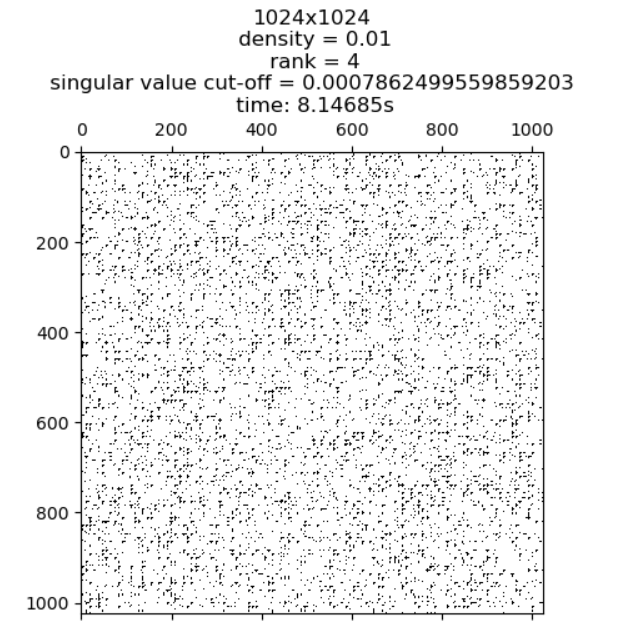 1024x1024
density = 0.01
rank = 4
singular value cut-off = 0.0007862499559859203
time: 8.14685s
0 200 400 600 800 1000
0
200
400
600
800
1000